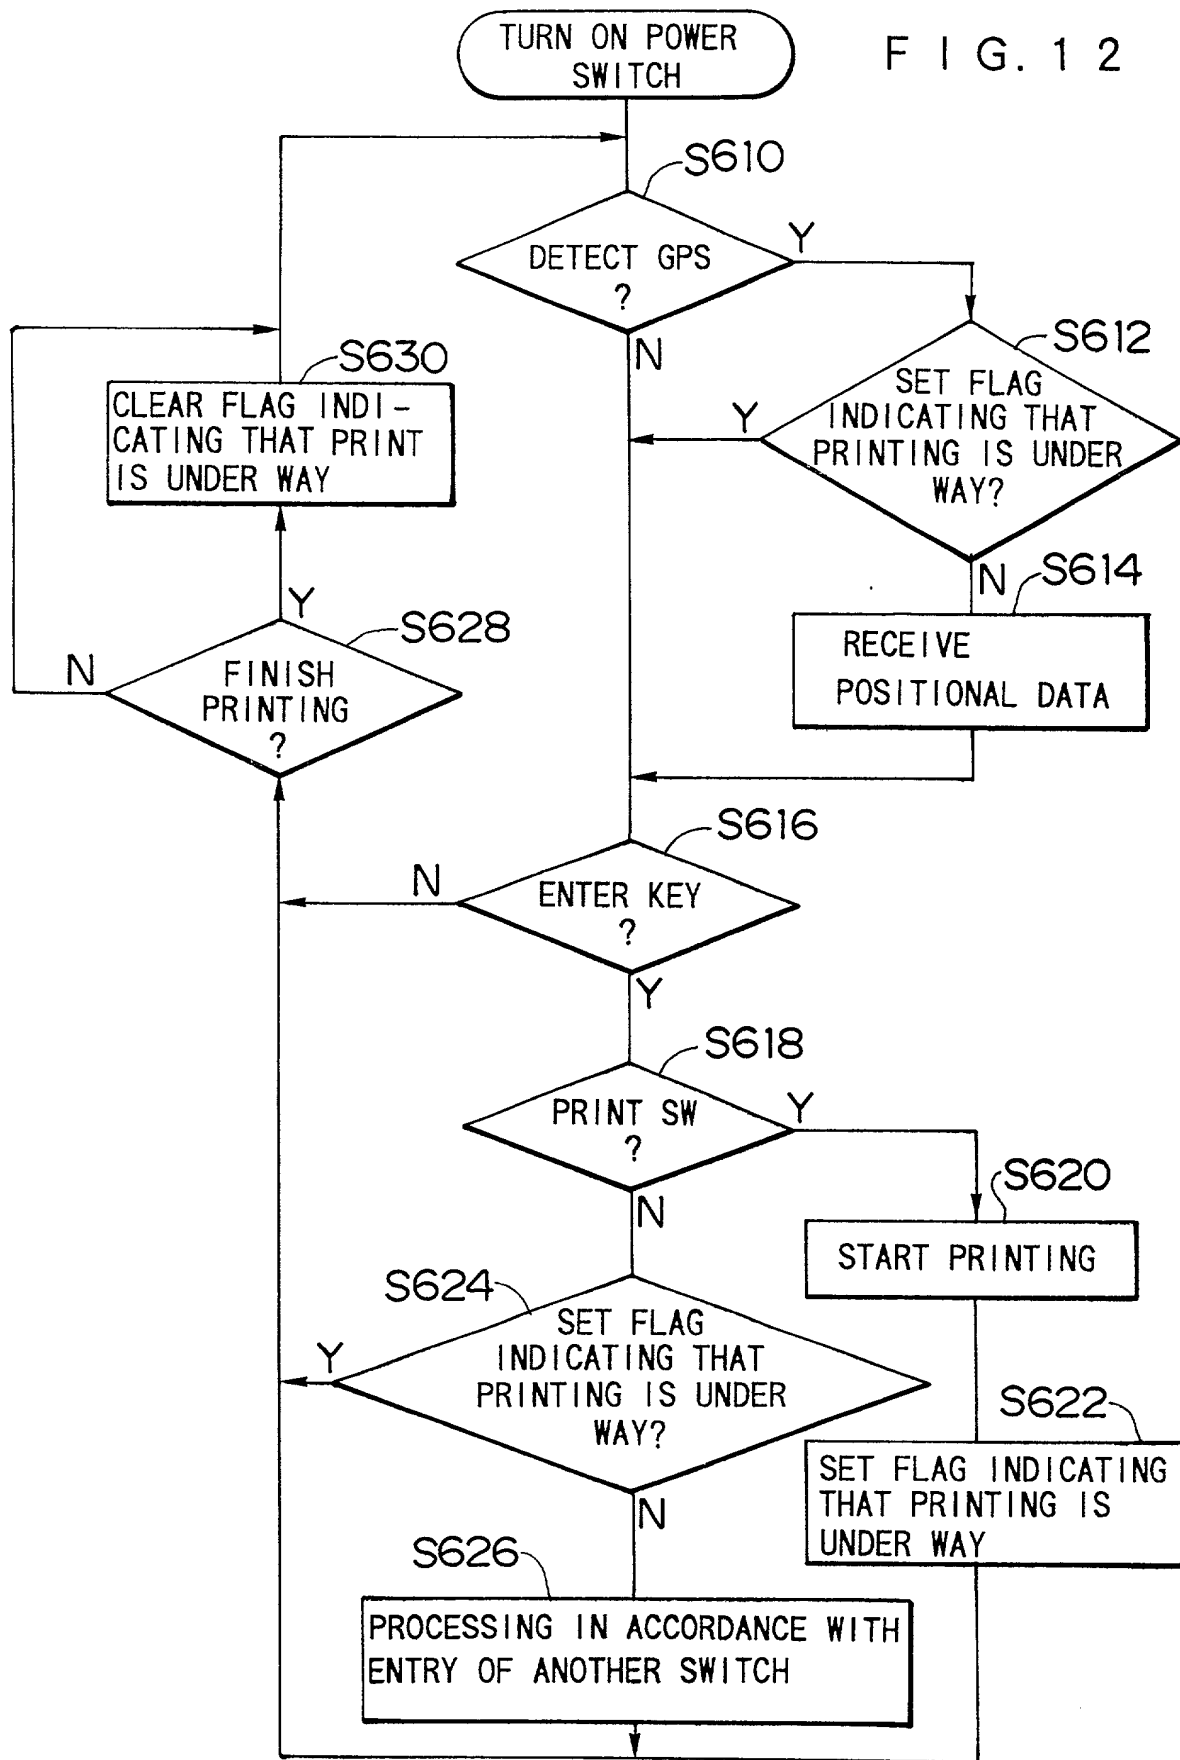 TURN ON POWER
SWITCH
FIG. 12
S610
DETECT GPS
?
Y
N
S612
SET FLAG
INDICATING THAT
PRINTING IS UNDER
WAY?
Y
N
S630
CLEAR FLAG INDI-
CATING THAT PRINT
IS UNDER WAY
S614
RECEIVE
POSITIONAL DATA
Y
S628
N
FINISH
PRINTING
?
S616
N
ENTER KEY
?
Y
S618
PRINT SW
?
Y
N
S620
START PRINTING
S624
SET FLAG
INDICATING THAT
PRINTING IS UNDER
WAY?
Y
N
S622
SET FLAG INDICATING
THAT PRINTING IS
UNDER WAY
S626
PROCESSING IN ACCORDANCE WITH
ENTRY OF ANOTHER SWITCH